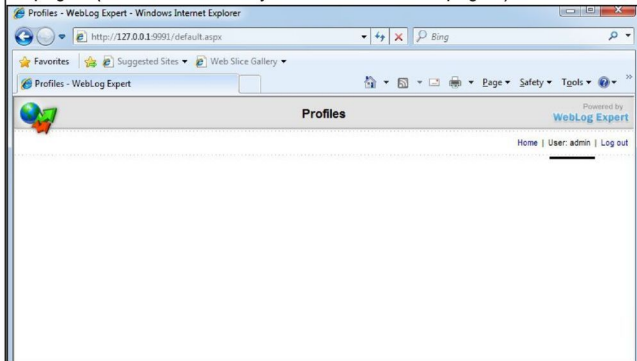 Profiles - WebLog Expert - Windows Internet Explorer
http://127.0.0.1:9991/default.aspx
Bing
Favorites
Suggested Sites
Web Slice Gallery
Profiles - WebLog Expert
Page
Safety
Tools
Profiles
Powered by
WebLog Expert
Home | User: admin | Log out